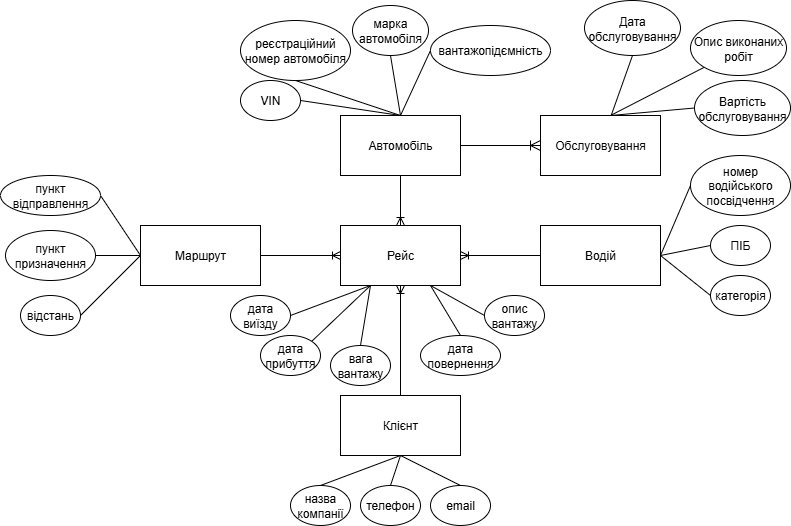 реєстраційний
номер автомобіля
марка
автомобіля
вантажопідємність
VIN
Дата
обслуговування
Опис виконаних
робіт
Вартість
обслуговування
Автомобіль
Обслуговування
пункт
відправлення
пункт
призначення
відстань
Маршрут
Рейс
Водій
номер
водійського
посвідчення
ПІБ
категорія
дата
виїзду
дата
прибуття
вага
вантажу
дата
повернення
опис
вантажу
Клієнт
назва
компанії
телефон
email